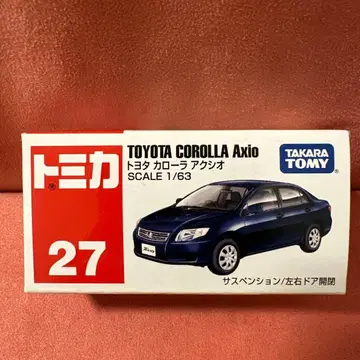 トミカ
27
TOYOTA COROLLA Axio
トヨタ カローラ アクシオ
SCALE 1/63
TAKARA
TOMY
サスペンション/左右ドア開閉